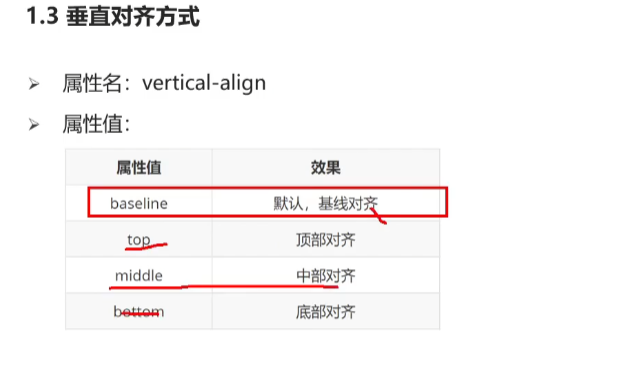 1.3 垂直对齐方式
属性名：vertical-align
属性值：
属性值 效果
baseline 默认，基线对齐
top 顶部对齐
middle 中部对齐
bottom 底部对齐